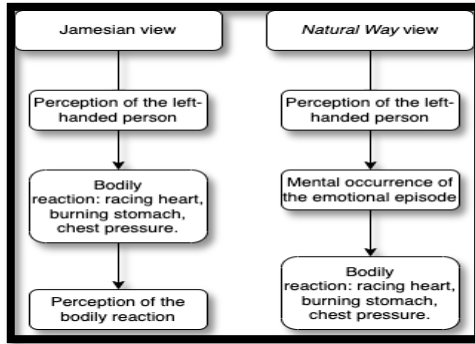 Jamesian view
Perception of the left-
handed person
Bodily
reaction: racing heart,
burning stomach,
chest pressure.
Perception of the
bodily reaction
Natural Way view
Perception of the left-
handed person
Mental occurrence of
the emotional episode
Bodily
reaction: racing heart,
burning stomach,
chest pressure.